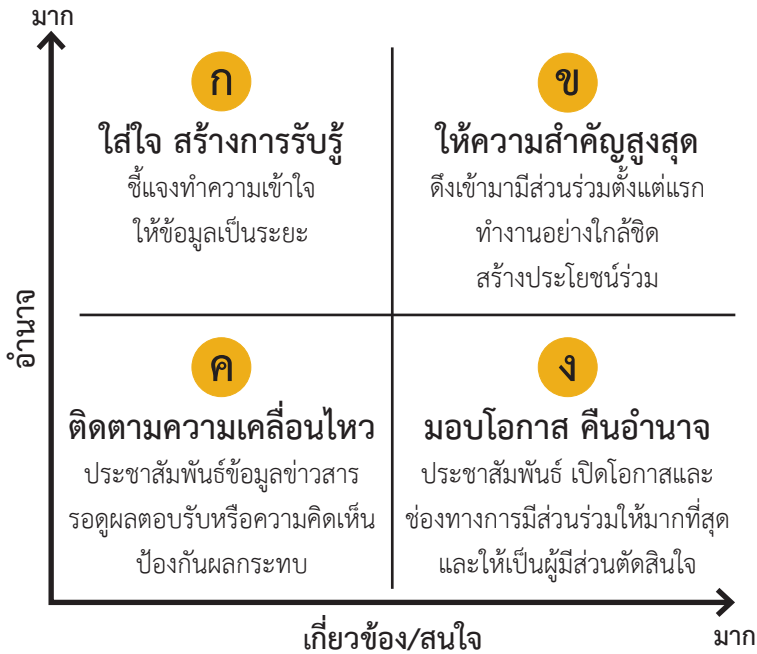 มาก
ก
ใส่ใจ สร้างการรับรู้
ชี้แจงทำความเข้าใจ
ให้ข้อมูลเป็นระยะ
ข
ให้ความสำคัญสูงสุด
ดึงเข้ามามีส่วนร่วมตั้งแต่แรก
ทำงานอย่างใกล้ชิด
สร้างประโยชน์ร่วม
อำนาจ
ค
ติดตามความเคลื่อนไหว
ประชาสัมพันธ์ข้อมูลข่าวสาร
รอดูผลตอบรับหรือความคิดเห็น
ป้องกันผลกระทบ
ง
มอบโอกาส คืนอำนาจ
ประชาสัมพันธ์ เปิดโอกาสและ
ช่องทางการมีส่วนร่วมให้มากที่สุด
และให้เป็นผู้มีส่วนตัดสินใจ
เกี่ยวข้อง/สนใจ
มาก